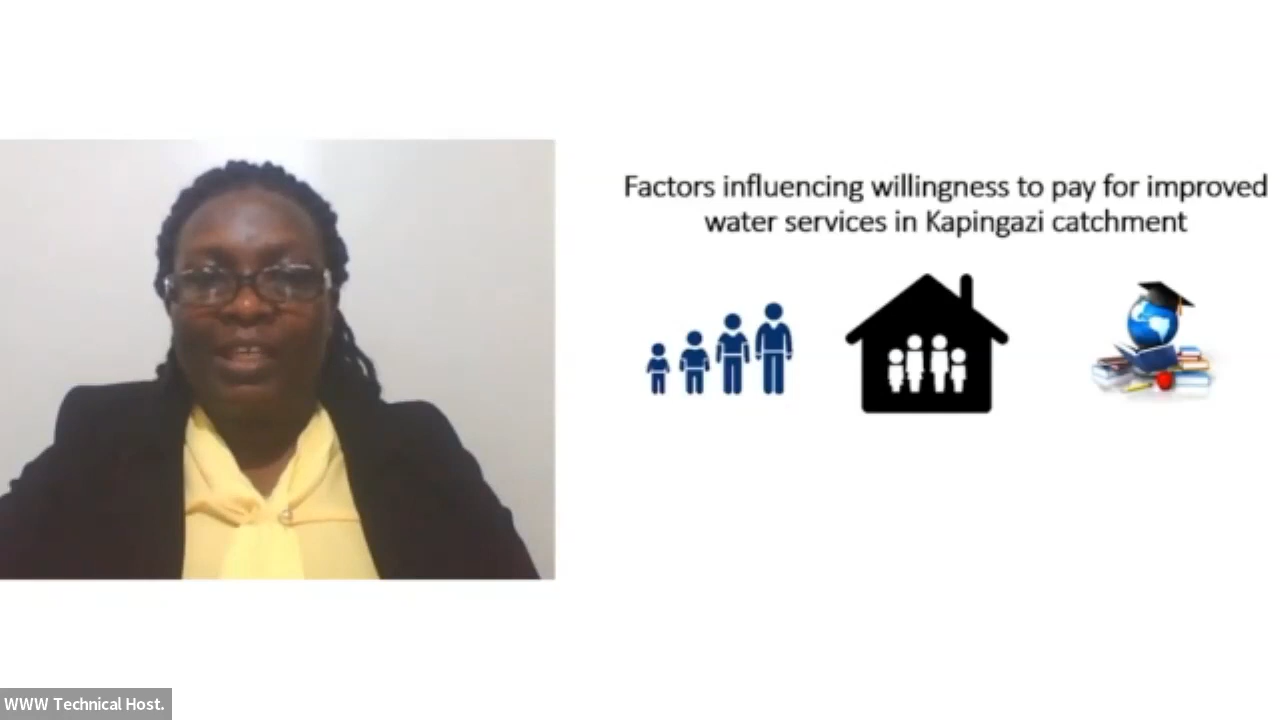 Factors influencing willingness to pay for improved
water services in Kapingazi catchment
WWW Technical Host.